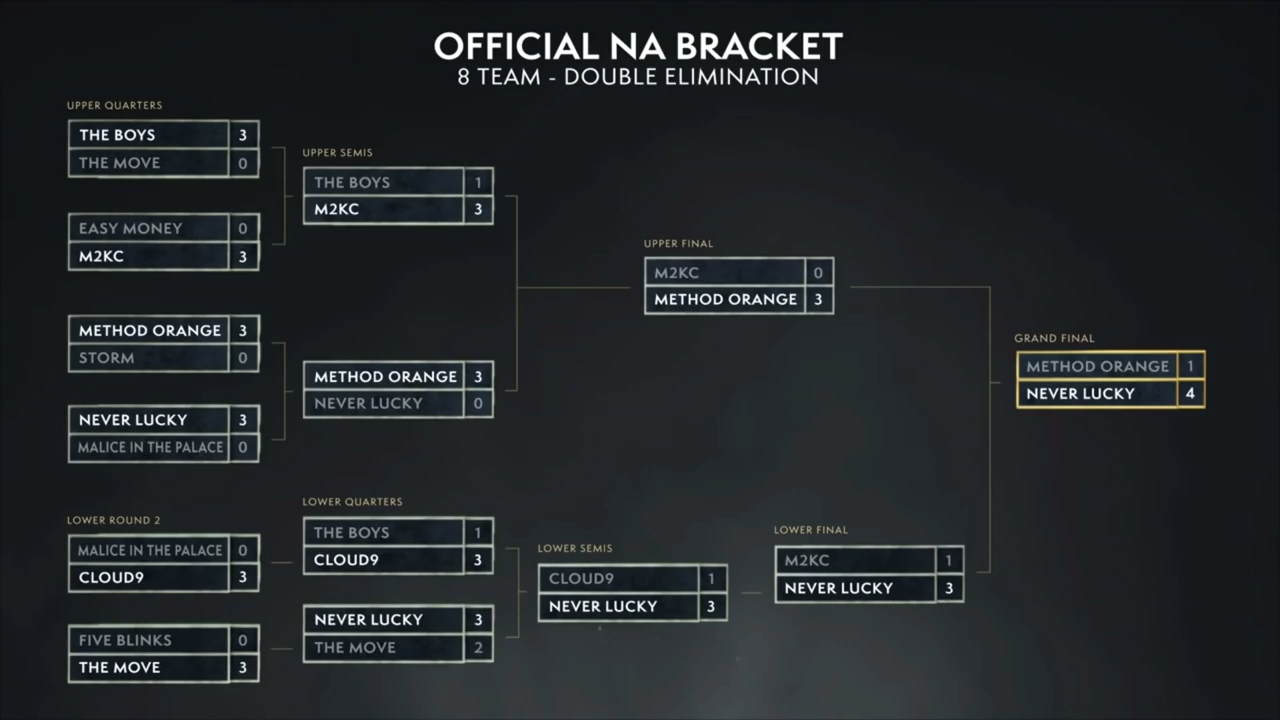 OFFICIAL NA BRACKET
8 TEAM - DOUBLE ELIMINATION
UPPER QUARTERS
THE BOYS 3
THE MOVE 0
EASY MONEY 0
M2KC 3
METHOD ORANGE 3
STORM 0
NEVER LUCKY 3
MALICE IN THE PALACE 0
UPPER SEMIS
THE BOYS 1
M2KC 3
METHOD ORANGE 3
NEVER LUCKY 0
UPPER FINAL
M2KC 0
METHOD ORANGE 3
GRAND FINAL
METHOD ORANGE 1
NEVER LUCKY 4
LOWER ROUND 2
MALICE IN THE PALACE 0
CLOUD9 3
FIVE BLINKS 0
THE MOVE 3
LOWER QUARTERS
THE BOYS 1
CLOUD9 3
NEVER LUCKY 3
THE MOVE 2
LOWER SEMIS
CLOUD9 1
NEVER LUCKY 3
LOWER FINAL
M2KC 1
NEVER LUCKY 3